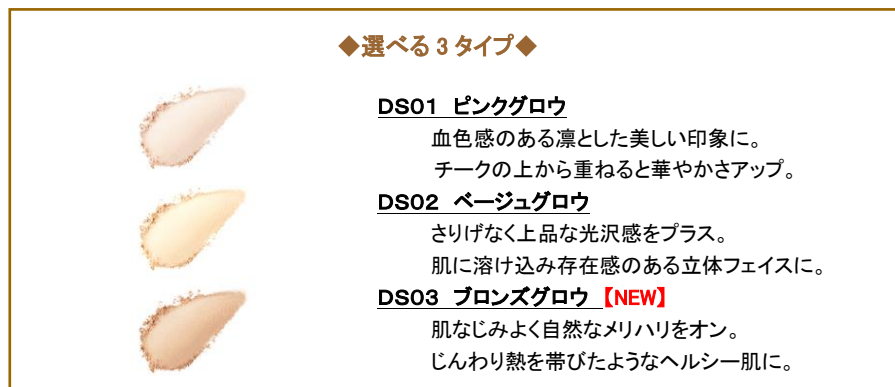 ◆選べる3タイプ◆
DS01　ピンクグロウ
血色感のある凛とした美しい印象に。
チークの上から重ねると華やかさアップ。
DS02　ベージュグロウ
さりげなく上品な光沢感をプラス。
肌に溶け込み存在感のある立体フェイスに。
DS03　ブロンズグロウ【NEW】
肌なじみよく自然なメリハリをオン。
じんわり熱を帯びたようなヘルシー肌に。